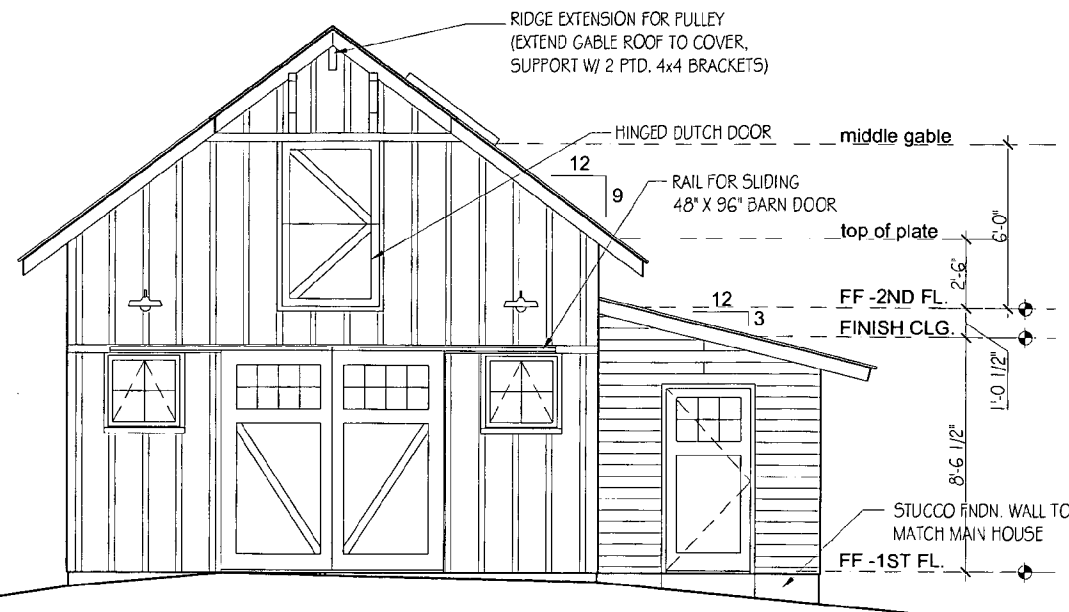 RIDGE EXTENSION FOR PULLEY
(EXTEND GABLE ROOF TO COVER,
SUPPORT W/ 2 PTD. 4x4 BRACKETS)
HINGED DUTCH DOOR
middle gable
12
9
RAIL FOR SLIDING
48" X 96" BARN DOOR
6'-0"
top of plate
2'-6"
FF -2ND FL.
12
3
FINISH CLG.
1'-0 1/2"
8'-6 1/2"
STUCCO FNDN. WALL TO
MATCH MAIN HOUSE
FF -1ST FL.